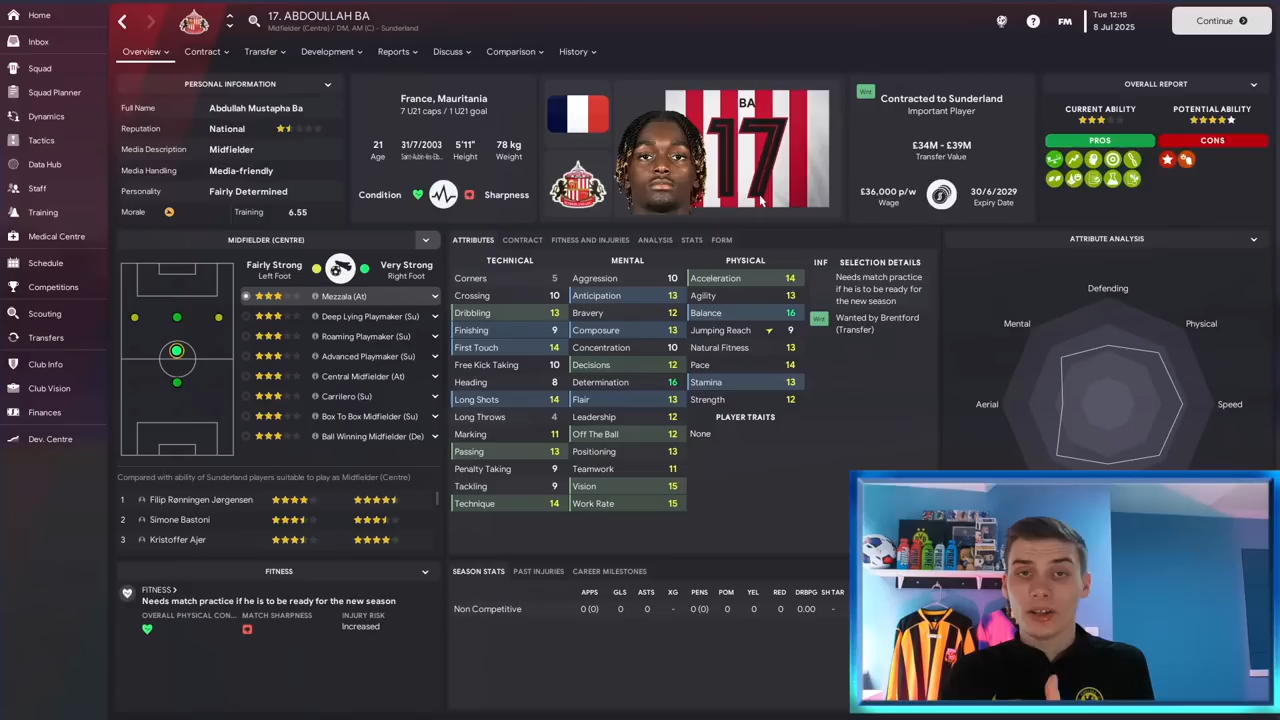 Home
Inbox
Squad
Squad Planner
Dynamics
Tactics
Data Hub
Staff
Training
Medical Centre
Schedule
Competitions
Scouting
Transfers
Club Info
Club Vision
Finances
Dev. Centre
17. ABDOULLAH BA
Midfielder (Centre) / DM, AM (C) - Sunderland
FM
Tue 12:15
8 Jul 2025
Continue
Overview
Contract
Transfer
Development
Reports
Discuss
Comparison
History
PERSONAL INFORMATION
Full Name Abdullah Mustapha Ba
Reputation National
Media Description Midfielder
Media Handling Media-friendly
Personality Fairly Determined
Morale Training 6.55
France, Mauritania
7 U21 caps / 1 U21 goal
21 31/7/2003 5'11" 78 kg
Age Height Weight
Condition Sharpness
BA
17
Wnt
Contracted to Sunderland
Important Player
£34M - £39M
Transfer Value
£36,000 p/w 30/6/2029
Wage Expiry Date
OVERALL REPORT
CURRENT ABILITY POTENTIAL ABILITY
PROS CONS
MIDFIELDER (CENTRE)
Fairly Strong Very Strong
Left Foot Right Foot
Mezzala (At)
Deep Lying Playmaker (Su)
Roaming Playmaker (Su)
Advanced Playmaker (Su)
Central Midfielder (At)
Carrilero (Su)
Box To Box Midfielder (Su)
Ball Winning Midfielder (De)
Compared with ability of Sunderland players suitable to play as Midfielder (Centre)
1 Filip Rønningen Jørgensen
2 Simone Bastoni
3 Kristoffer Ajer
FITNESS
FITNESS >
Needs match practice if he is to be ready for the new season
OVERALL PHYSICAL CON... MATCH SHARPNESS INJURY RISK
Increased
ATTRIBUTES CONTRACT FITNESS AND INJURIES ANALYSIS STATS FORM
TECHNICAL
Corners 5
Crossing 10
Dribbling 13
Finishing 9
First Touch 14
Free Kick Taking 10
Heading 8
Long Shots 14
Long Throws 4
Marking 11
Passing 13
Penalty Taking 9
Tackling 9
Technique 14
MENTAL
Aggression 10
Anticipation 13
Bravery 12
Composure 13
Concentration 10
Decisions 12
Determination 16
Flair 13
Leadership 12
Off The Ball 12
Positioning 13
Teamwork 11
Vision 15
Work Rate 15
PHYSICAL
Acceleration 14
Agility 13
Balance 16
Jumping Reach 9
Natural Fitness 13
Pace 14
Stamina 13
Strength 12
PLAYER TRAITS
None
INF SELECTION DETAILS
Needs match practice
if he is to be ready for
the new season
Wnt Wanted by Brentford
(Transfer)
SEASON STATS PAST INJURIES CAREER MILESTONES
APPS GLS ASTS XG PENS POM YEL RED DRBPG SH TAR
Non Competitive 0 (0) 0 0 - 0 (0) 0 0 0 0.00 -
ATTRIBUTE ANALYSIS
Defending
Mental
Physical
Aerial
Speed